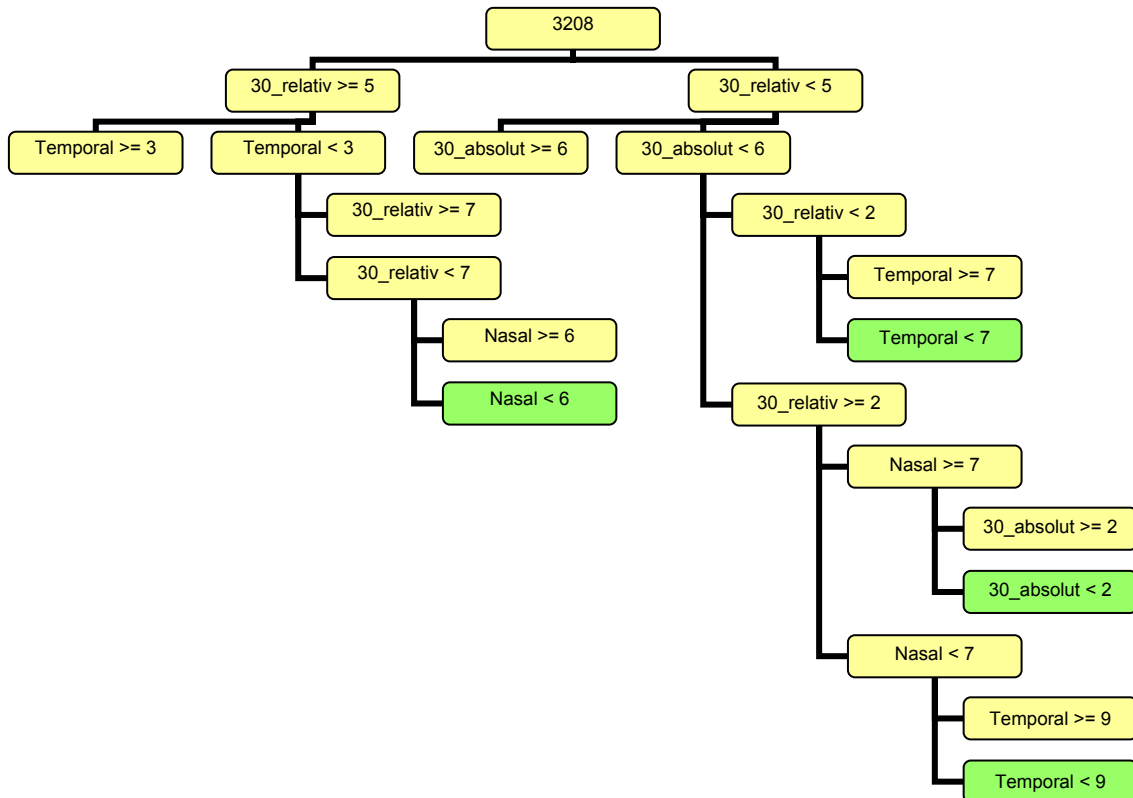 3208
30_relativ >= 5
30_relativ < 5
Temporal >= 3
Temporal < 3
30_absolut >= 6
30_absolut < 6
30_relativ >= 7
30_relativ < 2
30_relativ < 7
Temporal >= 7
Nasal >= 6
Temporal < 7
Nasal < 6
30_relativ >= 2
Nasal >= 7
30_absolut >= 2
30_absolut < 2
Nasal < 7
Temporal >= 9
Temporal < 9